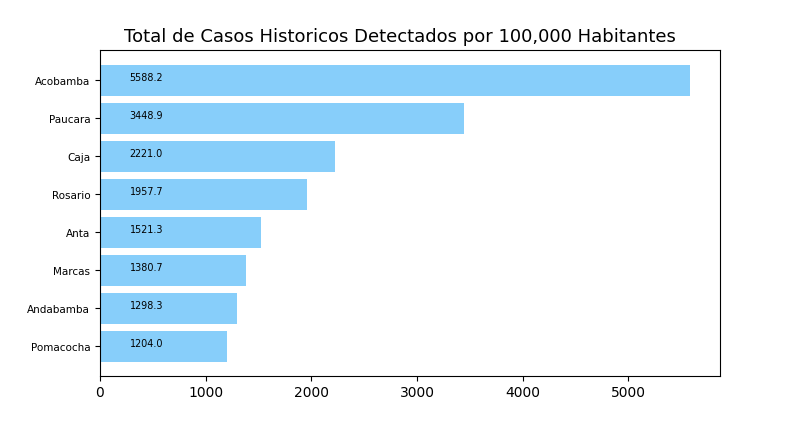 Total de Casos Historicos Detectados por 100,000 Habitantes
Acobamba 5588.2
Paucara 3448.9
Caja 2221.0
Rosario 1957.7
Anta 1521.3
Marcas 1380.7
Andabamba 1298.3
Pomacocha 1204.0
0 1000 2000 3000 4000 5000